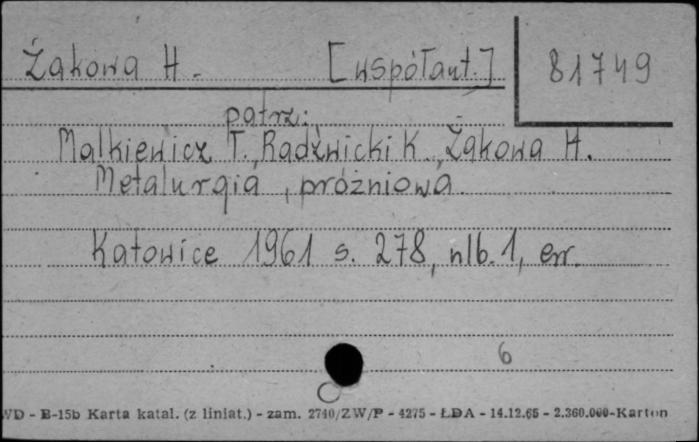 Żakowa H. [współaut.] 81749
patrz:
Malkiewicz T., Radźwicki K., Żakowa H.
Metalurgia próżniowa
Katowice 1961 s. 278, nlb. 1, err.
6
WD - B-15b Karta katal. (z liniat.) - zam. 2740/ZW/P - 4275 - ŁDA - 14.12.65 - 2.360.000-Karton